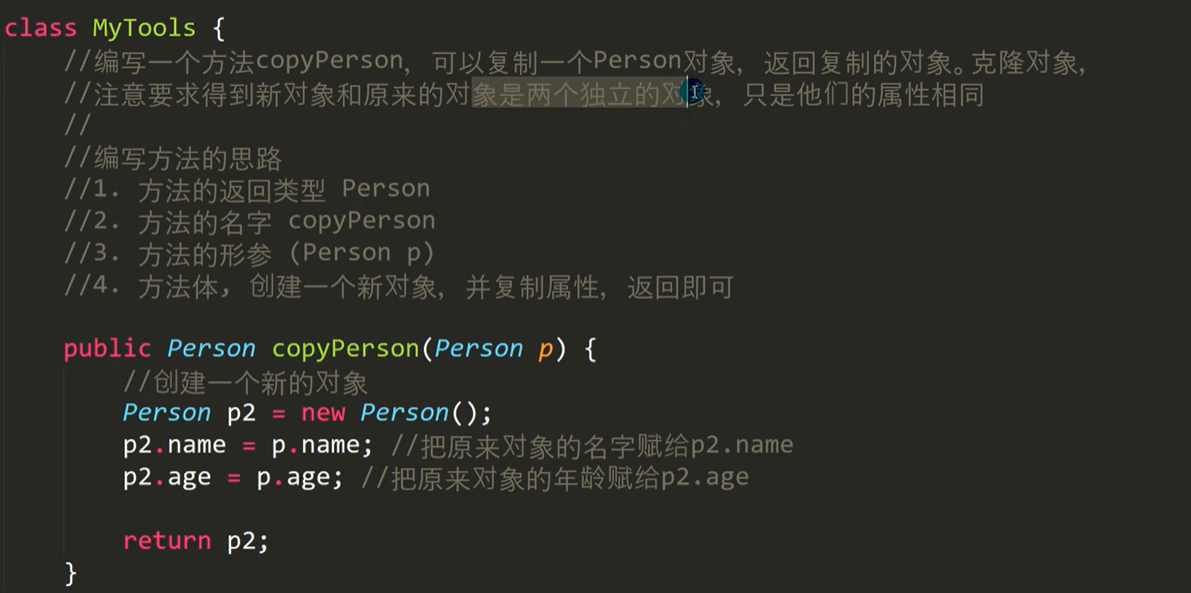 class MyTools {
//编写一个方法copyPerson, 可以复制一个Person对象, 返回复制的对象。克隆对象,
//注意要求得到新对象和原来的对象是两个独立的对象, 只是他们的属性相同
//
//编写方法的思路
//1. 方法的返回类型 Person
//2. 方法的名字 copyPerson
//3. 方法的形参 (Person p)
//4. 方法体, 创建一个新对象, 并复制属性, 返回即可
public Person copyPerson(Person p) {
//创建一个新的对象
Person p2 = new Person();
p2.name = p.name; //把原来对象的名字赋给p2.name
p2.age = p.age; //把原来对象的年龄赋给p2.age
return p2;
}